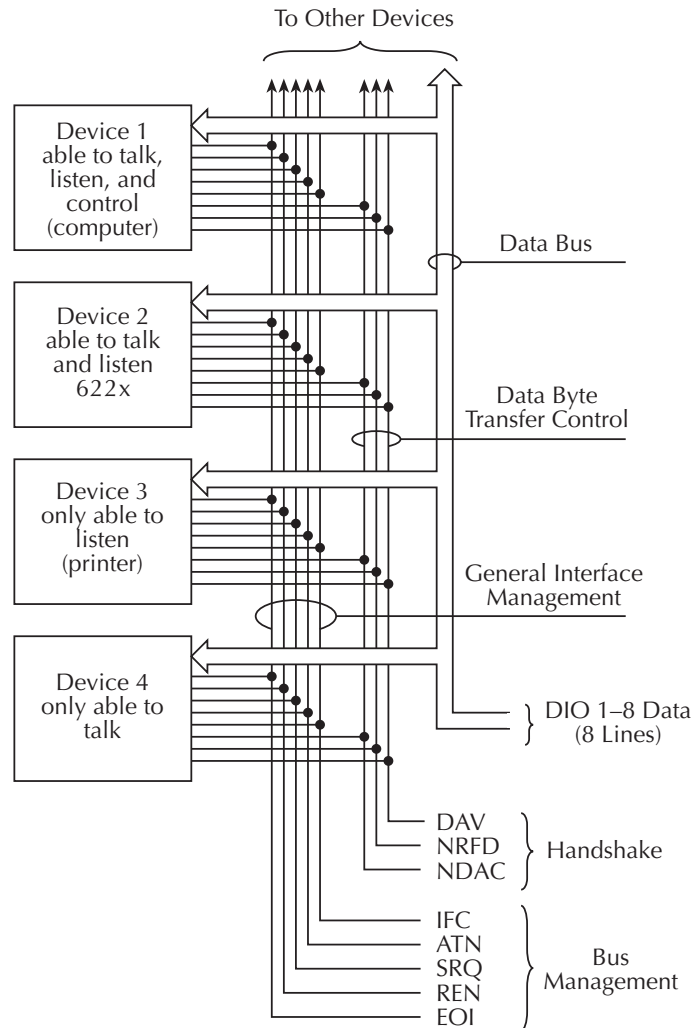 To Other Devices
Device 1
able to talk,
listen, and
control
(computer)
Data Bus
Device 2
able to talk
and listen
622x
Data Byte
Transfer Control
Device 3
only able to
listen
(printer)
General Interface
Management
Device 4
only able to
talk
DIO 1–8 Data
(8 Lines)
DAV
NRFD
NDAC
Handshake
IFC
ATN
SRQ
REN
EOI
Bus
Management